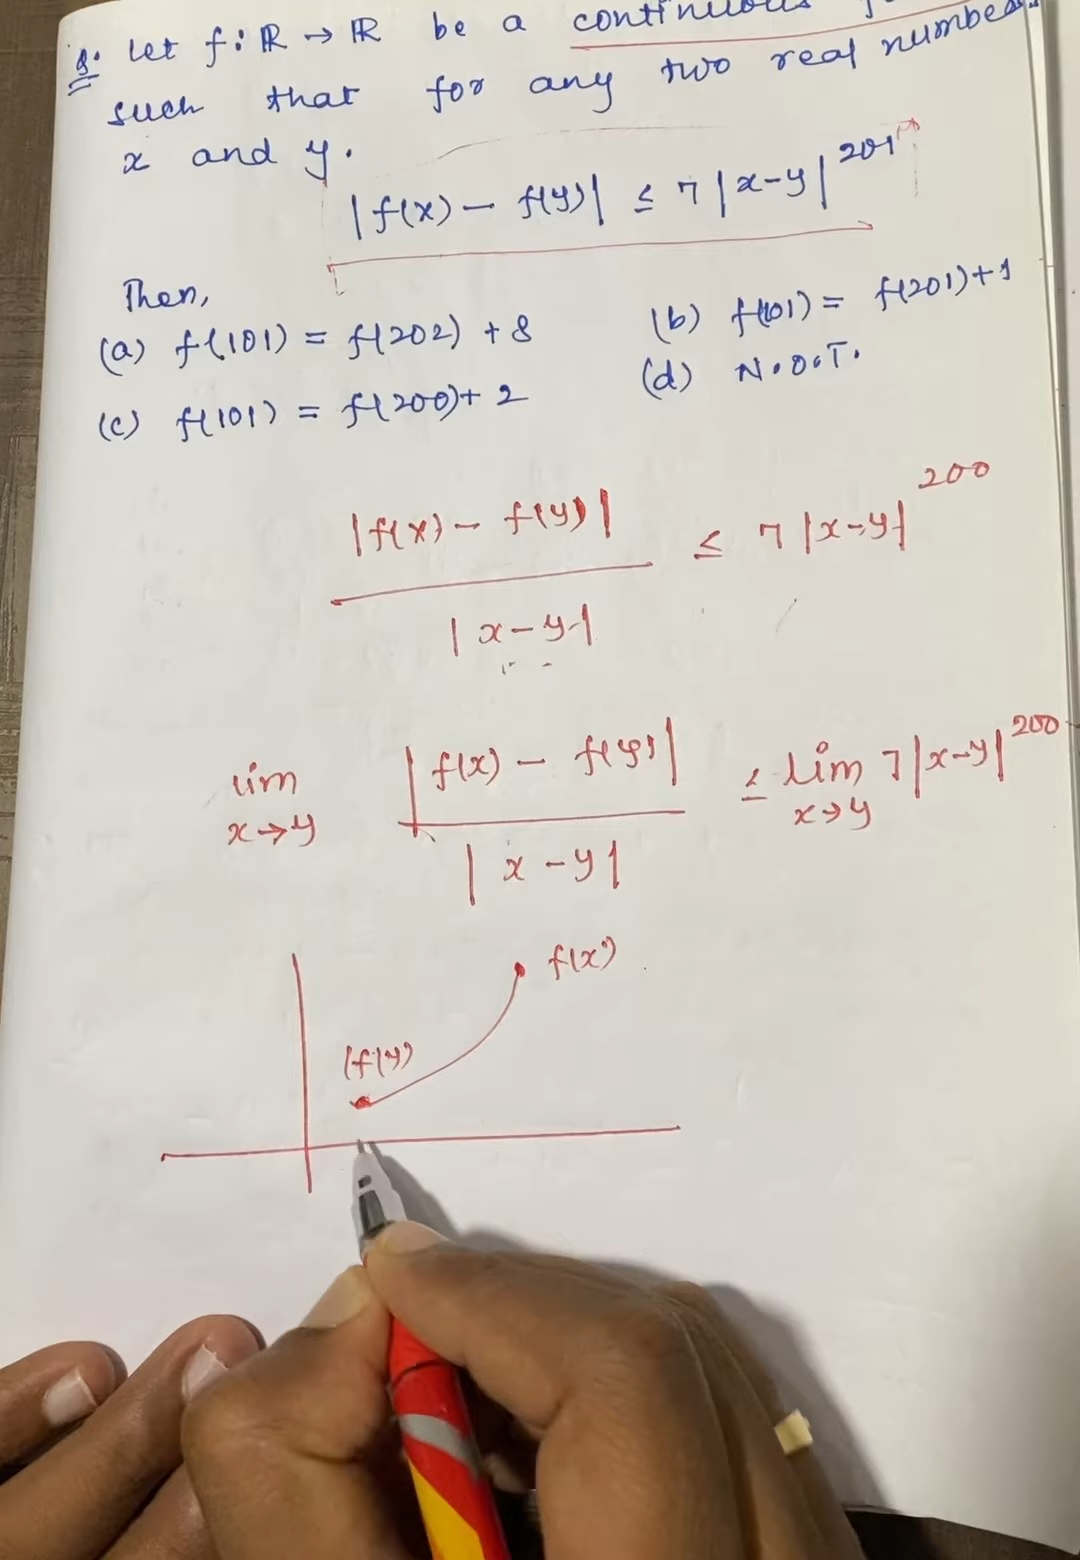 Q. Let f: ℝ → ℝ be a continuous
such that for any two real number
x and y.
|f(x) - f(y)| ≤ 7|x-y|^201
Then,
(a) f(101) = f(202) + 8
(b) f(101) = f(201)+1
(c) f(101) = f(200)+ 2
(d) N.O.T.
|f(x) - f(y)| / |x-y| ≤ 7|x-y|^200
lim x→y |f(x) - f(y)| / |x-y| ≤ lim x→y 7|x-y|^200
f(x)
(f(y)